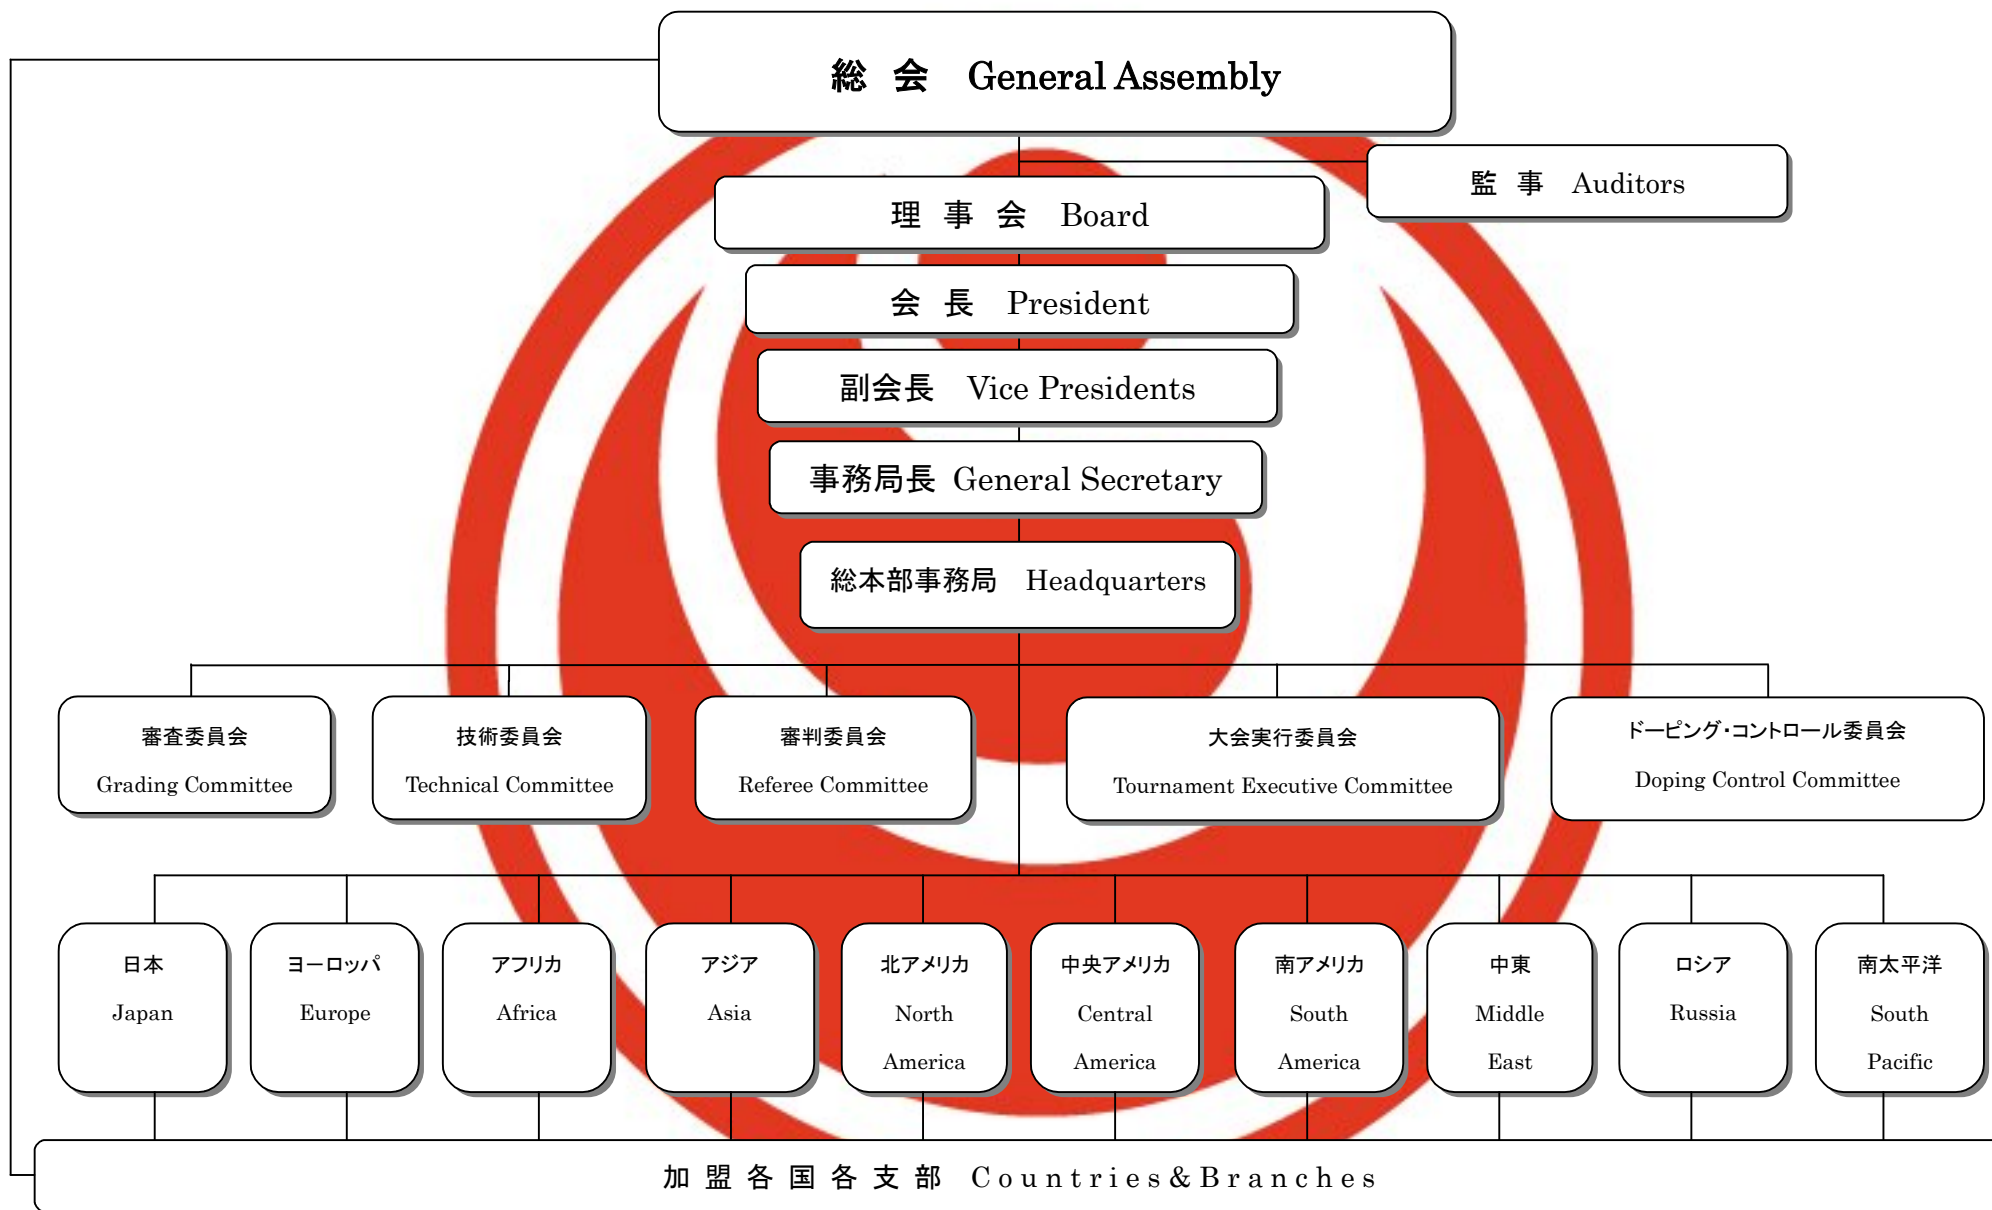 総 会 General Assembly
監 事 Auditors
理 事 会 Board
会 長 President
副会長 Vice Presidents
事務局長 General Secretary
総本部事務局 Headquarters
審査委員会
Grading Committee
技術委員会
Technical Committee
審判委員会
Referee Committee
大会実行委員会
Tournament Executive Committee
ドーピング・コントロール委員会
Doping Control Committee
日本
Japan
ヨーロッパ
Europe
アフリカ
Africa
アジア
Asia
北アメリカ
North
America
中央アメリカ
Central
America
南アメリカ
South
America
中東
Middle
East
ロシア
Russia
南太平洋
South
Pacific
加 盟 各 国 各 支 部 Countries&Branches